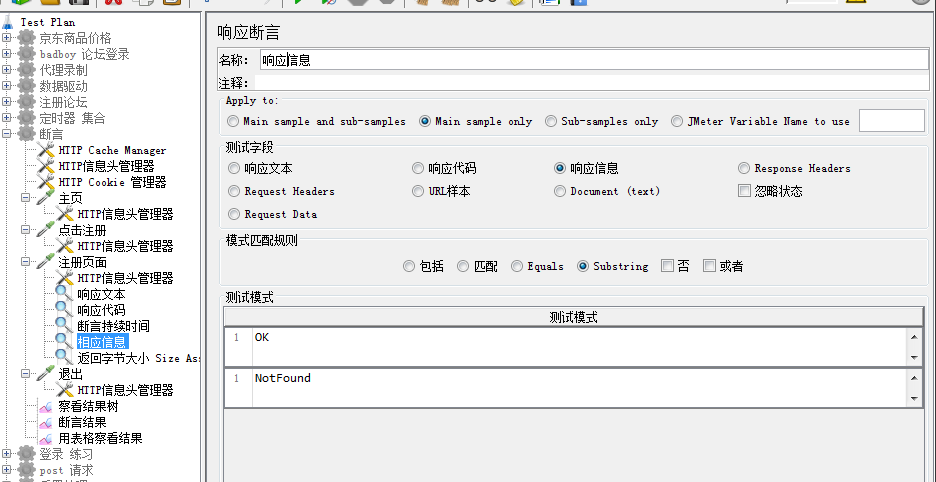 Test Plan
京东商品价格
badboy 论坛登录
代理录制
数据驱动
注册论坛
定时器 集合
断言
HTTP Cache Manager
HTTP信息头管理器
HTTP Cookie 管理器
主页
HTTP信息头管理器
点击注册
HTTP信息头管理器
注册页面
HTTP信息头管理器
响应文本
响应代码
断言持续时间
相应信息
返回字节大小 Size Ass
退出
HTTP信息头管理器
察看结果树
断言结果
用表格察看结果
登录 练习
post 请求
响应断言
名称: 响应信息
注释:
Apply to:
Main sample and sub-samples Main sample only Sub-samples only JMeter Variable Name to use
测试字段
响应文本 响应代码 响应信息 Response Headers
Request Headers URL样本 Document (text) 忽略状态
Request Data
模式匹配规则
包括 匹配 Equals Substring 否 或者
测试模式
测试模式
1 OK
1 NotFound